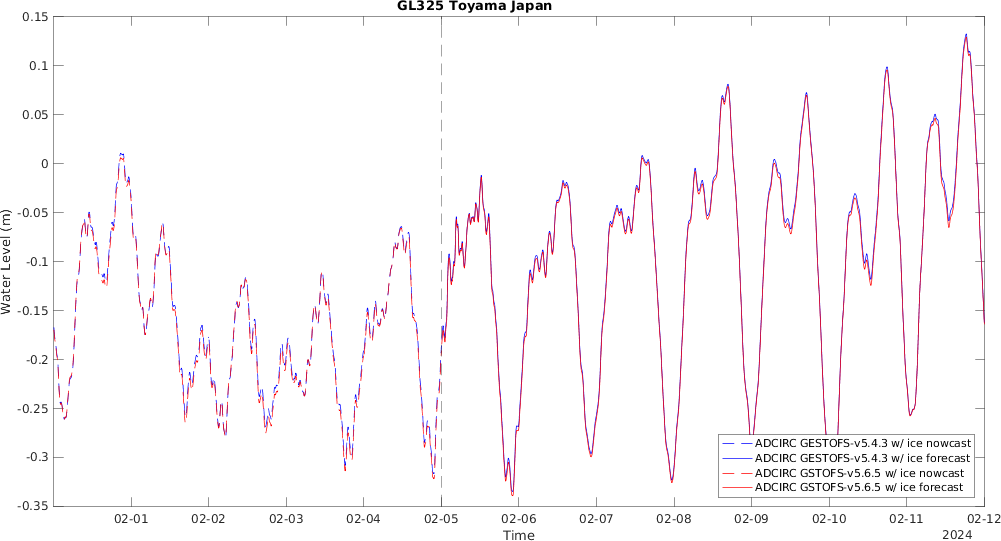 GL325 Toyama Japan
0.15
0.1
0.05
0
-0.05
-0.1
-0.15
-0.2
-0.25
-0.3
-0.35
Water Level (m)
ADCIRC GESTOFS-v5.4.3 w/ ice nowcast
ADCIRC GESTOFS-v5.4.3 w/ ice forecast
ADCIRC GSTOFS-v5.6.5 w/ ice nowcast
ADCIRC GSTOFS-v5.6.5 w/ ice forecast
02-01 02-02 02-03 02-04 02-05 02-06 02-07 02-08 02-09 02-10 02-11 02-12
Time
2024